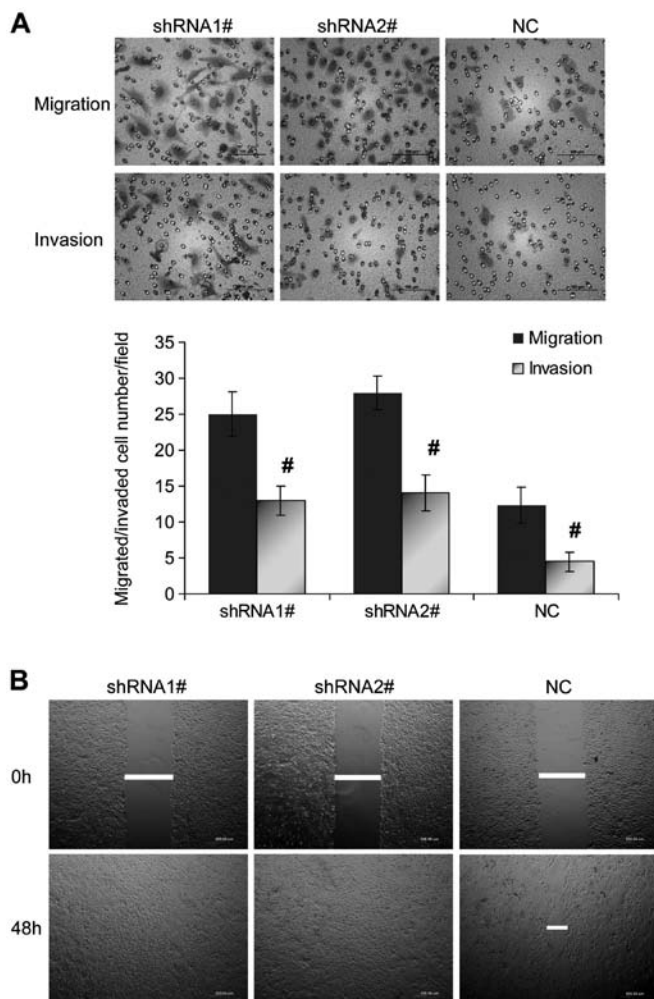 A
shRNA1# shRNA2# NC
Migration
Invasion
Migrated/invaded cell number/field
35
30
25
20
15
10
5
0
Migration
Invasion
#
#
#
shRNA1# shRNA2# NC
B
shRNA1# shRNA2# NC
0h
48h